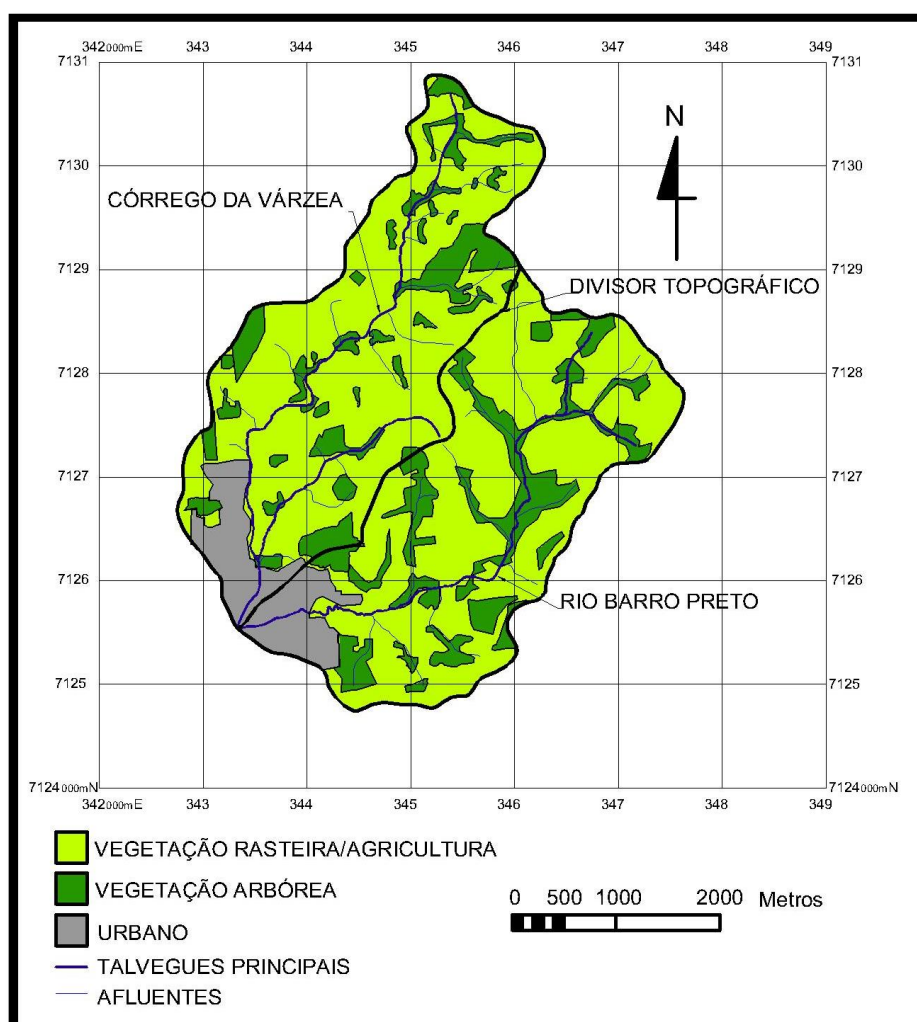 342000mE 343 344 345 346 347 348 349
7131 7131
N
7130 7130
CÓRREGO DA VÁRZEA
7129 7129
DIVISOR TOPOGRÁFICO
7128 7128
7127 7127
7126 7126
RIO BARRO PRETO
7125 7125
7124000mN 7124000mN
342000mE 343 344 345 346 347 348 349
VEGETAÇÃO RASTEIRA/AGRICULTURA
VEGETAÇÃO ARBÓREA
0 500 1000 2000 Metros
URBANO
TALVEGUES PRINCIPAIS
AFLUENTES